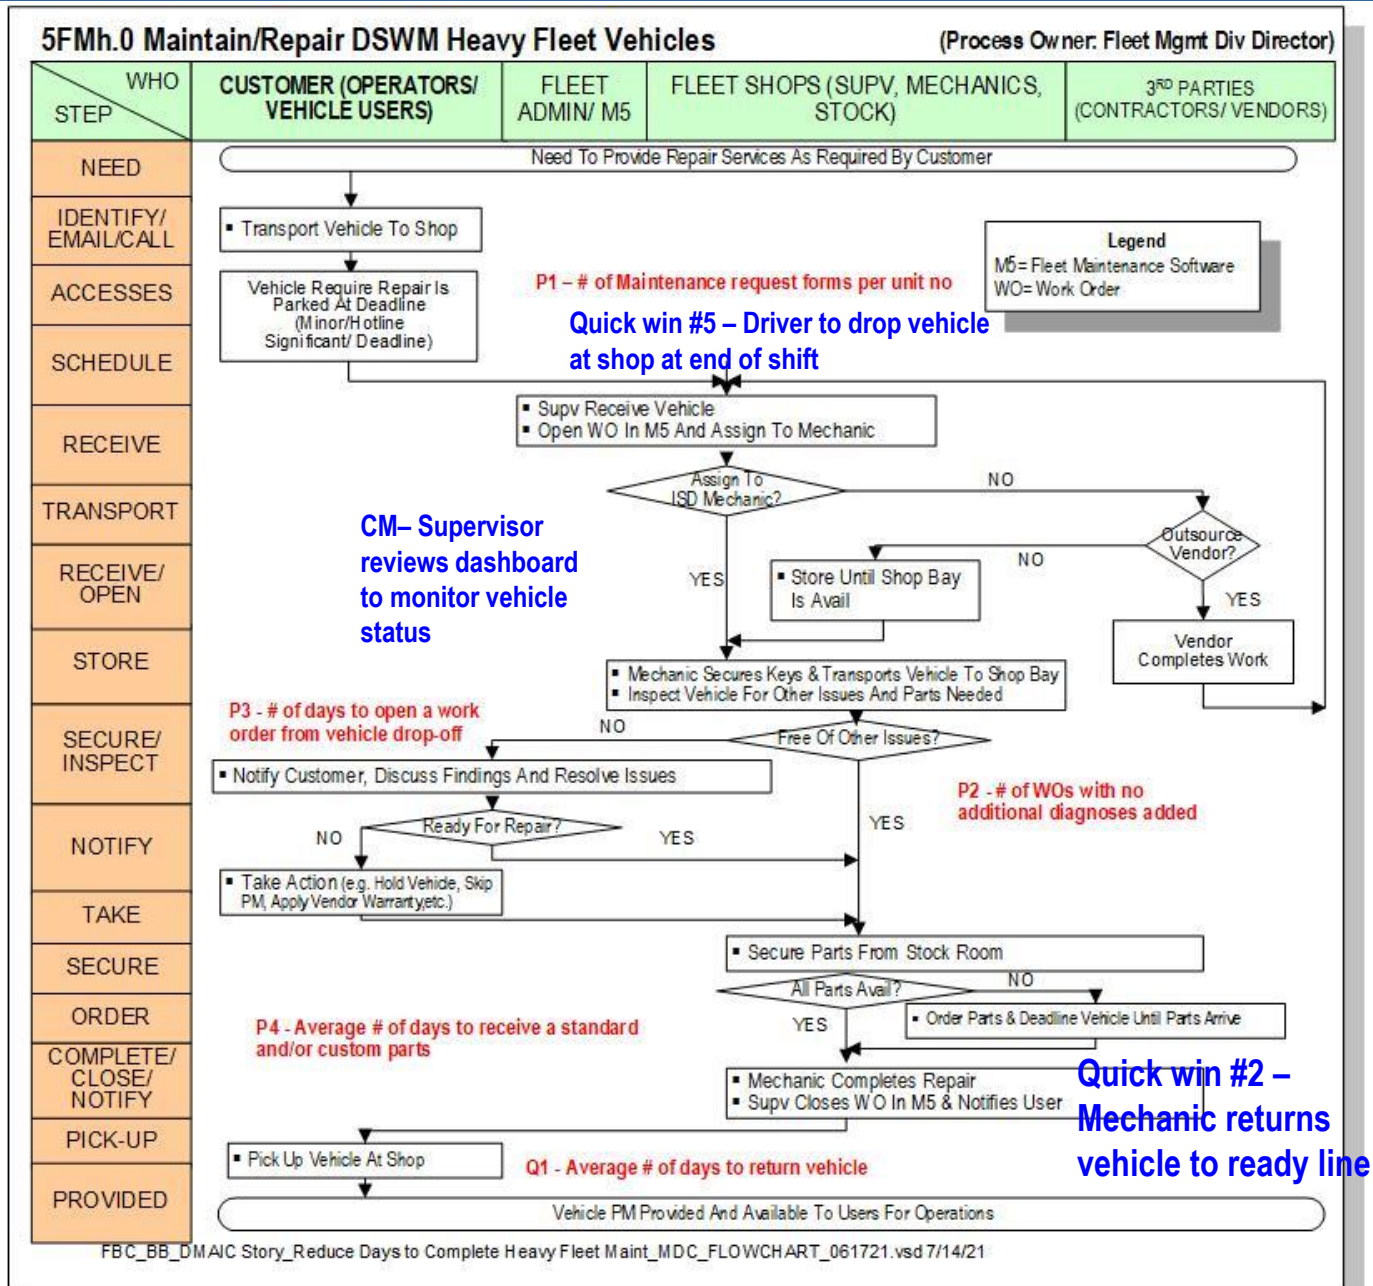 5FMh.0 Maintain/Repair DSWM Heavy Fleet Vehicles
(Process Owner: Fleet Mgmt Div Director)
WHO
STEP
CUSTOMER (OPERATORS/
VEHICLE USERS)
FLEET
ADMIN/ M5
FLEET SHOPS (SUPV, MECHANICS,
STOCK)
3RD PARTIES
(CONTRACTORS/ VENDORS)
NEED
Need To Provide Repair Services As Required By Customer
IDENTIFY/
EMAIL/CALL
▪ Transport Vehicle To Shop
Legend
M5= Fleet Maintenance Software
WO= Work Order
ACCESSES
Vehicle Require Repair Is
Parked At Deadline
(Minor/Hotline
Significant/ Deadline)
P1 – # of Maintenance request forms per unit no
Quick win #5 – Driver to drop vehicle
at shop at end of shift
SCHEDULE
RECEIVE
▪ Supv Receive Vehicle
▪ Open WO In M5 And Assign To Mechanic
Assign To
ISD Mechanic?
NO
TRANSPORT
CM– Supervisor
reviews dashboard
to monitor vehicle
status
Outsource
Vendor?
NO
YES
RECEIVE/
OPEN
YES
▪ Store Until Shop Bay
Is Avail
STORE
Vendor
Completes Work
▪ Mechanic Secures Keys & Transports Vehicle To Shop Bay
▪ Inspect Vehicle For Other Issues And Parts Needed
P3 - # of days to open a work
order from vehicle drop-off
SECURE/
INSPECT
NO
Free Of Other Issues?
▪ Notify Customer, Discuss Findings And Resolve Issues
P2 - # of WOs with no
additional diagnoses added
NOTIFY
NO
Ready For Repair?
YES
YES
▪ Take Action (e.g. Hold Vehicle, Skip
PM, Apply Vendor Warranty,etc.)
TAKE
SECURE
▪ Secure Parts From Stock Room
All Parts Avail?
NO
ORDER
P4 - Average # of days to receive a standard
and/or custom parts
YES
▪ Order Parts & Deadline Vehicle Until Parts Arrive
COMPLETE/
CLOSE/
NOTIFY
▪ Mechanic Completes Repair
▪ Supv Closes WO In M5 & Notifies User
Quick win #2 –
Mechanic returns
vehicle to ready line
PICK-UP
▪ Pick Up Vehicle At Shop
Q1 - Average # of days to return vehicle
PROVIDED
Vehicle PM Provided And Available To Users For Operations
FBC_BB_DMAIC Story_Reduce Days to Complete Heavy Fleet Maint_MDC_FLOWCHART_061721.vsd 7/14/21